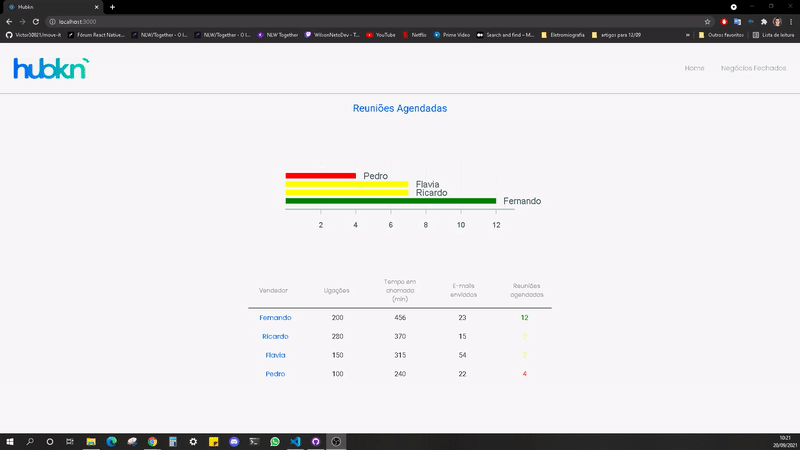 Hubkn
localhost:3000
Victor30621/move-it
Fórum React Native...
NLW/Together - O I...
NLW/Together - O I...
NLW Together
WilsonNetoDev - T...
YouTube
Netflix
Prime Video
Search and find – M...
Eletromiografia
artigos para 12/09
»
Outros favoritos
Lista de leitura
hubkn
Home
Negócios Fechados
Reuniões Agendadas
Pedro
Flavia
Ricardo
Fernando
2 4 6 8 10 12
Vendedor
Ligações
Tempo em
chamada
(min)
E-mails
enviados
Reuniões
agendadas
Fernando 200 456 23 12
Ricardo 280 370 15
Flavia 150 315 54
Pedro 100 240 22 4
10:21
20/09/2021